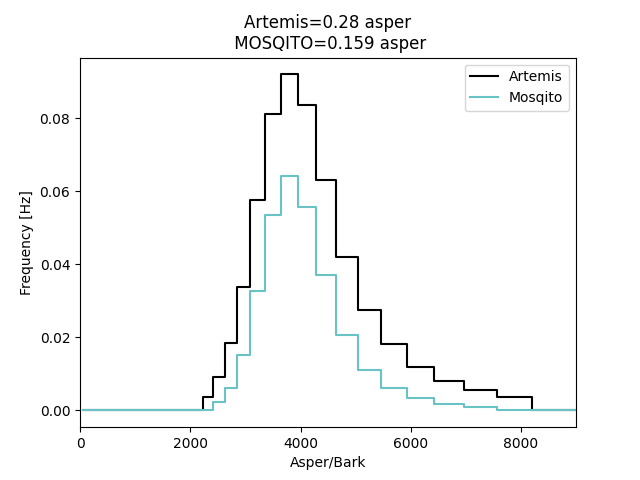 Artemis=0.28 asper
MOSQITO=0.159 asper
Artemis
Mosqito
0.08
0.06
0.04
0.02
0.00
Frequency [Hz]
0 2000 4000 6000 8000
Asper/Bark